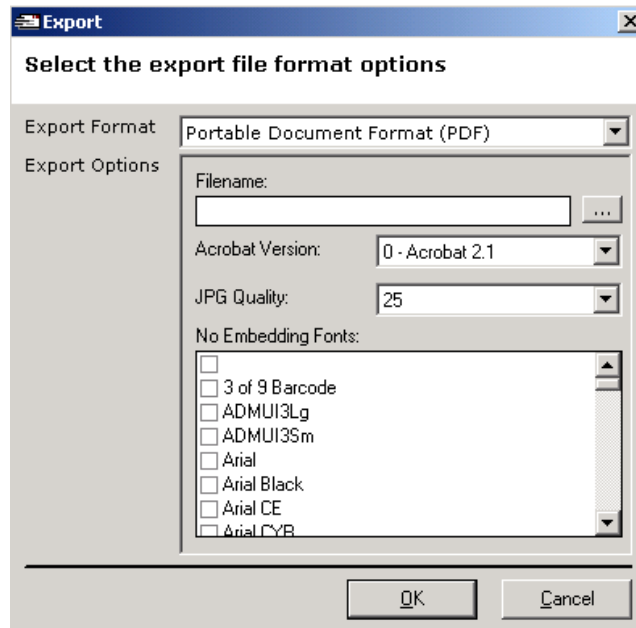 Export
Select the export file format options
Export Format
Portable Document Format (PDF)
Export Options
Filename:
...
Acrobat Version:
0 - Acrobat 2.1
JPG Quality:
25
No Embedding Fonts:
3 of 9 Barcode
ADMUI3Lg
ADMUI3Sm
Arial
Arial Black
Arial CE
Arial CYR
OK
Cancel